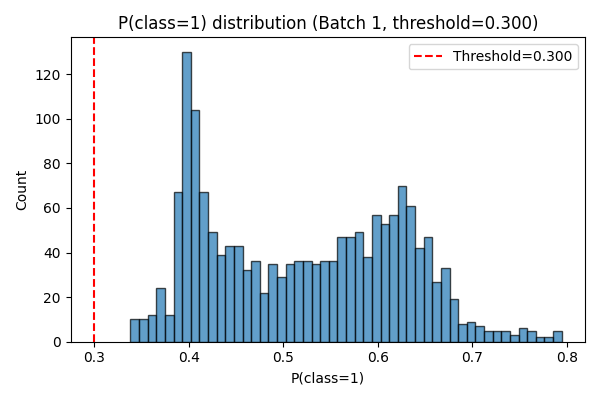 P(class=1) distribution (Batch 1, threshold=0.300)
Threshold=0.300
Count
120
100
80
60
40
20
0
0.3 0.4 0.5 0.6 0.7 0.8
P(class=1)